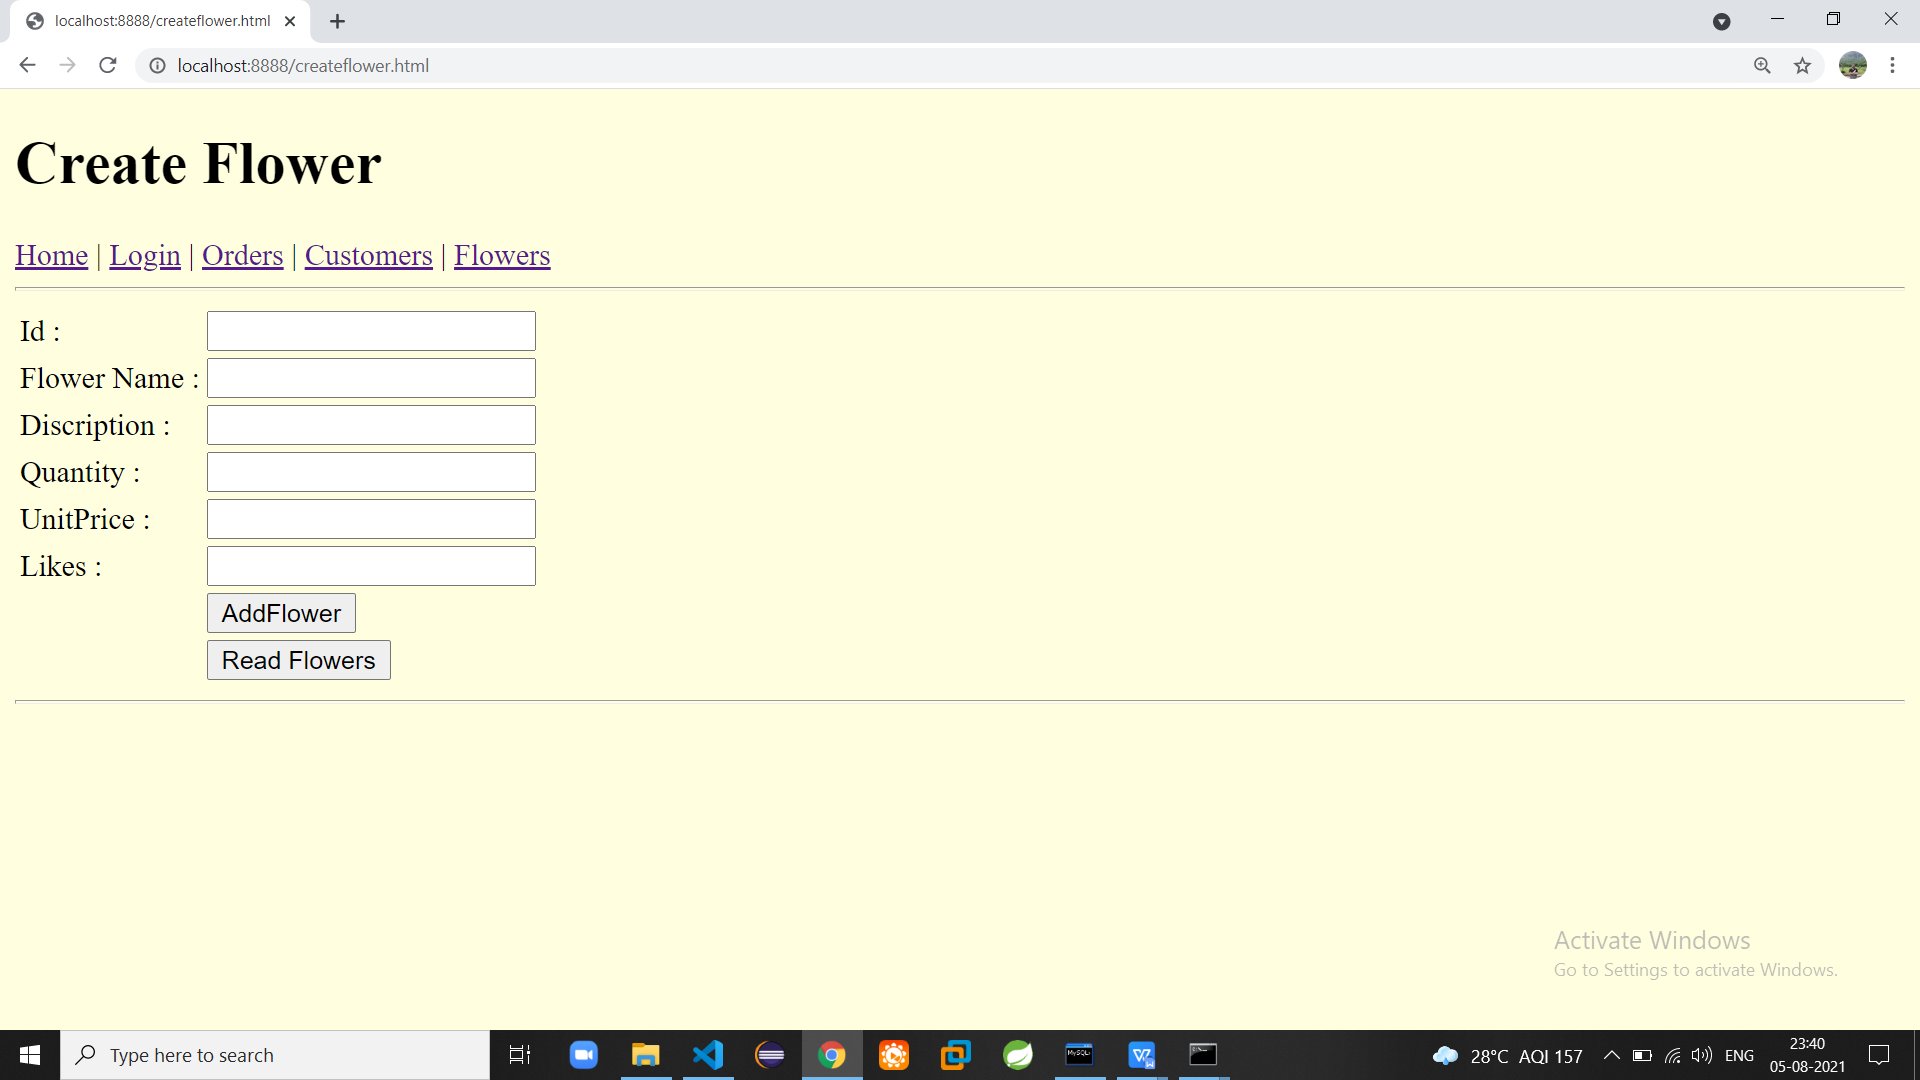 localhost:8888/createflower.html
localhost:8888/createflower.html
Create Flower
Home | Login | Orders | Customers | Flowers
Id :
Flower Name :
Discription :
Quantity :
UnitPrice :
Likes :
AddFlower
Read Flowers
Activate Windows
Go to Settings to activate Windows.
Type here to search
MySQL
28°C AQI 157
ENG
23:40
05-08-2021